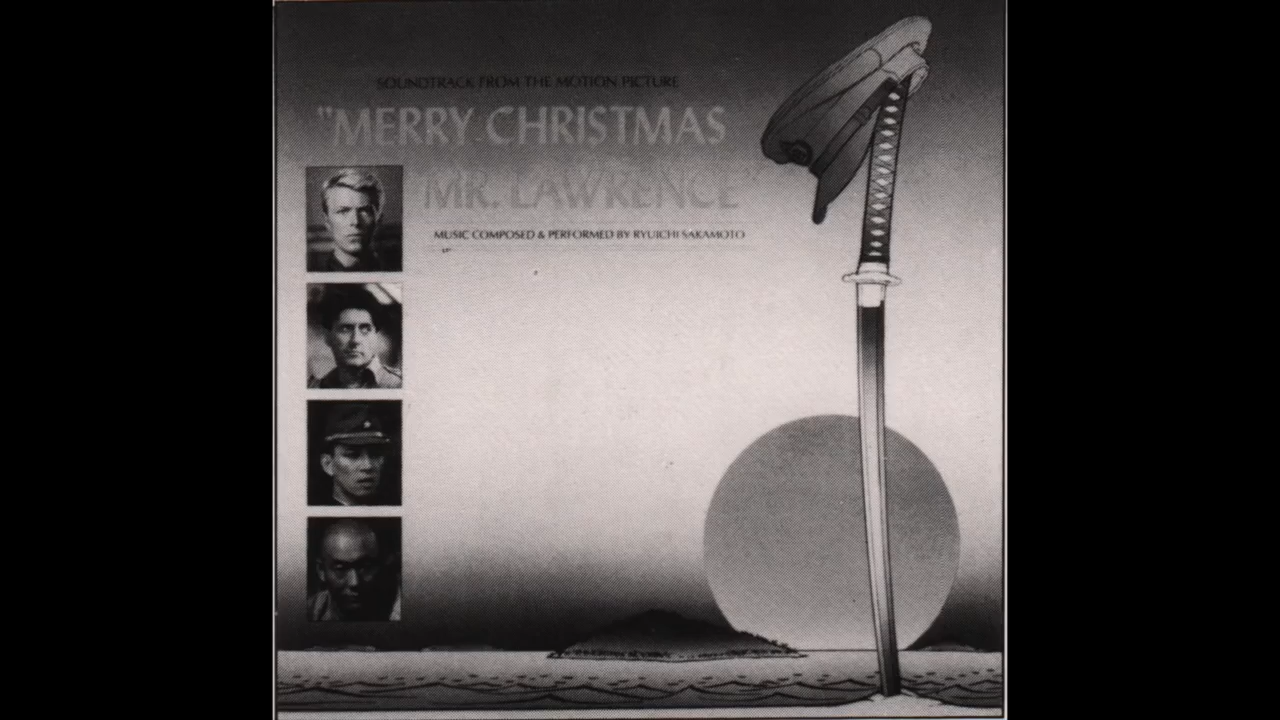 SOUNDTRACK FROM THE MOTION PICTURE
"MERRY CHRISTMAS
MR. LAWRENCE"
MUSIC COMPOSED & PERFORMED BY RYUICHI SAKAMOTO